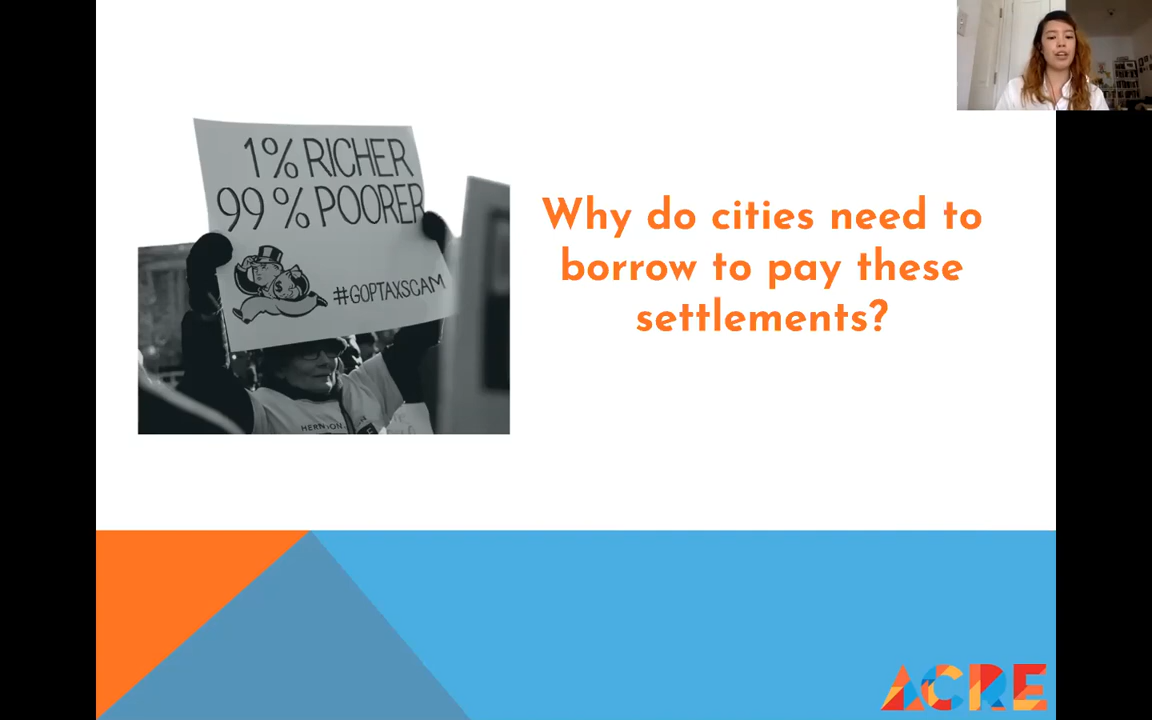 1% RICHER
99% POORER
$
#GOPTAXSCAM
Why do cities need to
borrow to pay these
settlements?
ACRE